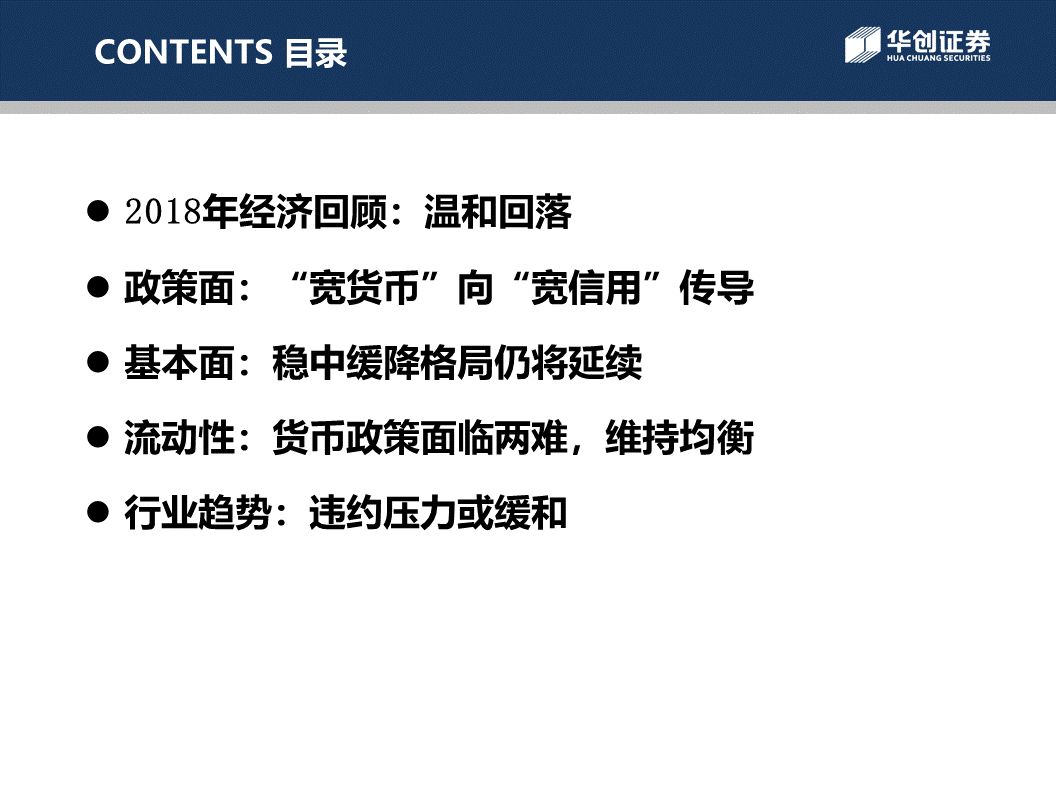 CONTENTS 目录
华创证券
HUA CHUANG SECURITIES
2018年经济回顾：温和回落
政策面：“宽货币”向“宽信用”传导
基本面：稳中缓降格局仍将延续
流动性：货币政策面临两难，维持均衡
行业趋势：违约压力或缓和